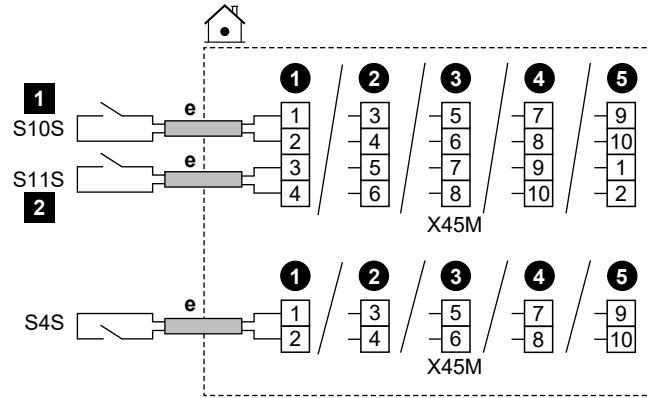 1 2 3 4 5
1
S10S e 1 3 5 7 9
2 4 6 8 10
S11S e 3 5 7 9 1
2 4 6 8 10 2
X45M
1 2 3 4 5
S4S e 1 3 5 7 9
2 4 6 8 10
X45M